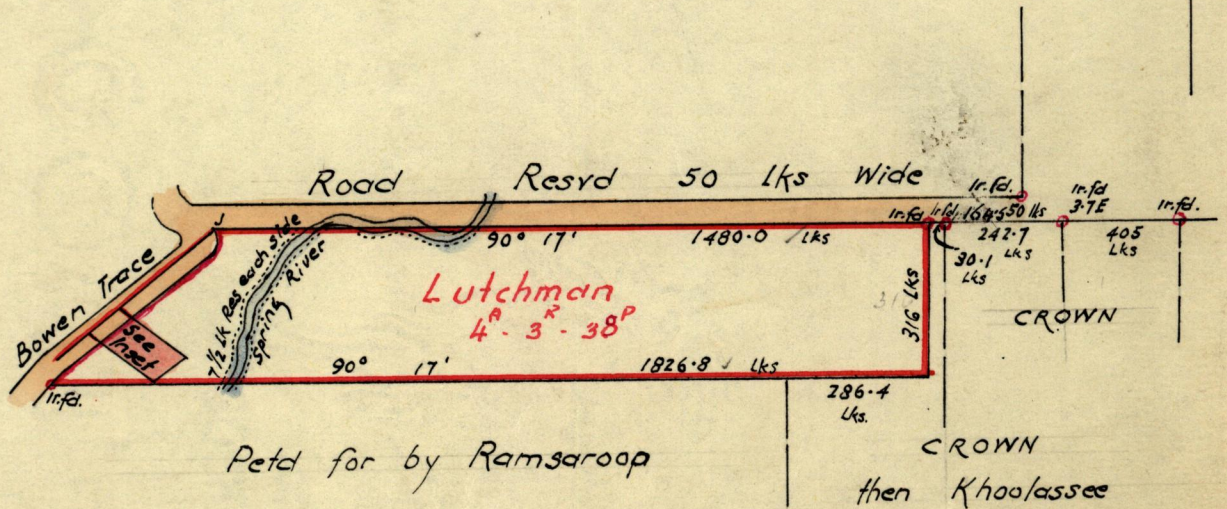 Road Resvd 50 lks Wide
Ir.fd.
Ir.fd
3.7E
Ir.fd.
Ir.fd
Ir.fd
50 lks
242.7
Lks
405
Lks
30.1
Lks
90° 17' 1480.0 Lks
Bowen Trace
7½ Lk Res each side
Spring River
Lutchman
4ᴬ - 3ᴿ - 38ᴾ
316 Lks
CROWN
See
Inset
90° 17' 1826.8 Lks
286.4
Lks.
Ir.fd.
Petd for by Ramsaroop
CROWN
then Khoolassee